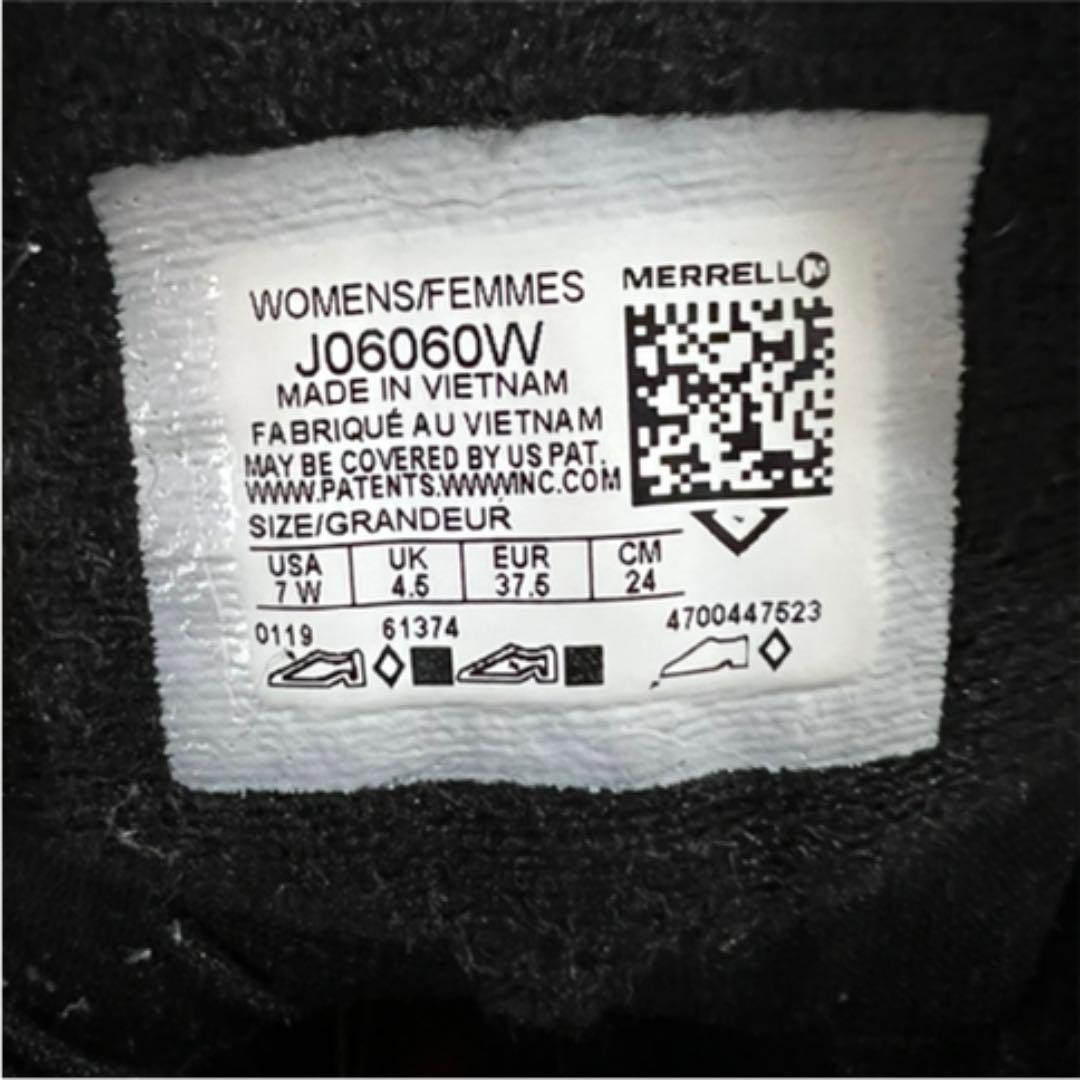 WOMENS/FEMMES
MERRELL
J06060W
MADE IN VIETNAM
FABRIQUÉ AU VIETNAM
MAY BE COVERED BY US PAT.
WWW.PATENTS.WWWINC.COM
SIZE/GRANDEUR
USA UK EUR CM
7 W 4.5 37.5 24
0119 61374 4700447523